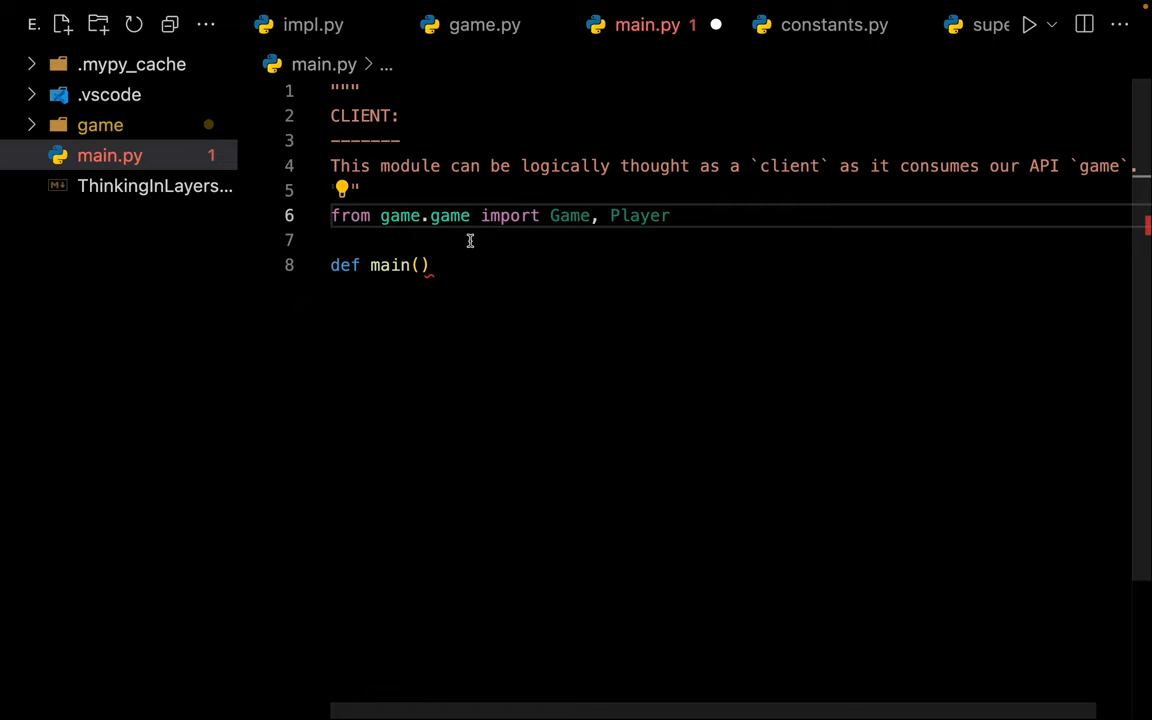 E. ...
impl.py game.py main.py 1 constants.py supe ...
.mypy_cache
.vscode
game
main.py 1
ThinkingInLayers...
main.py > ...
1 """
2 CLIENT:
3 -------
4 This module can be logically thought as a `client` as it consumes our API `game`.
5 "
6 from game.game import Game, Player
7
8 def main()